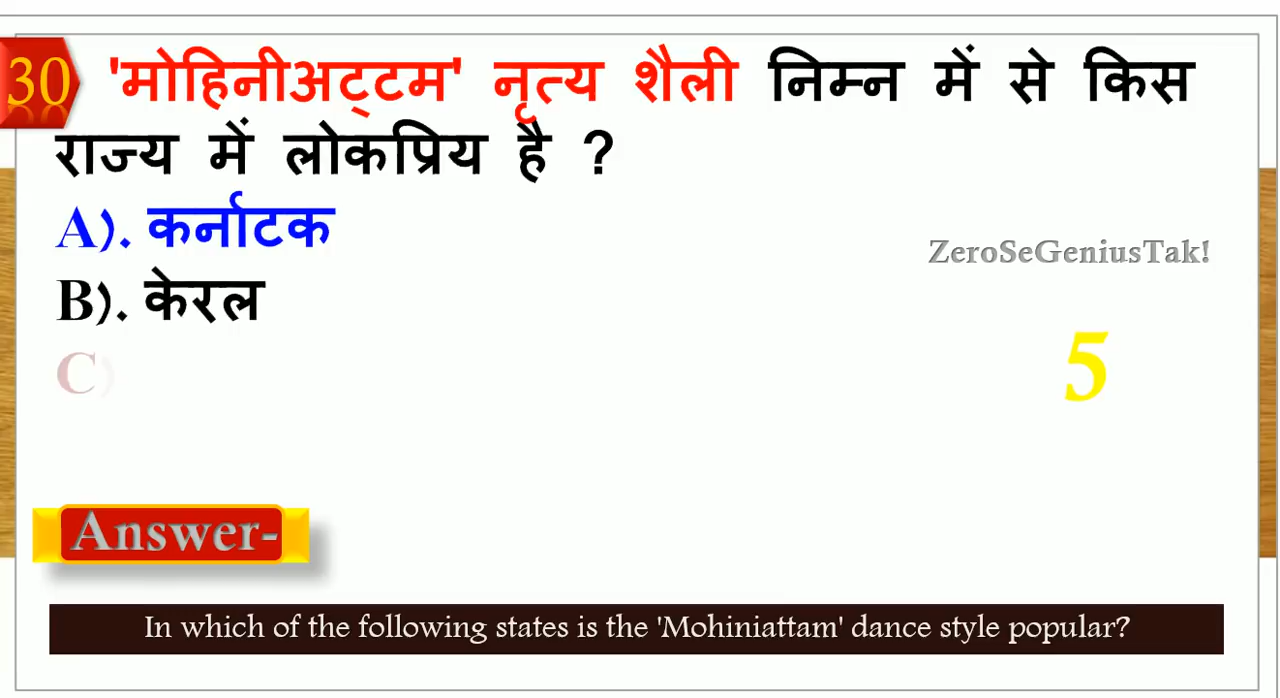 30 'मोहिनीअट्टम' नृत्य शैली निम्न में से किस
राज्य में लोकप्रिय है ?
A). कर्नाटक
ZeroSeGeniusTak!
B). केरल
C)
5
Answer-
In which of the following states is the 'Mohiniattam' dance style popular?